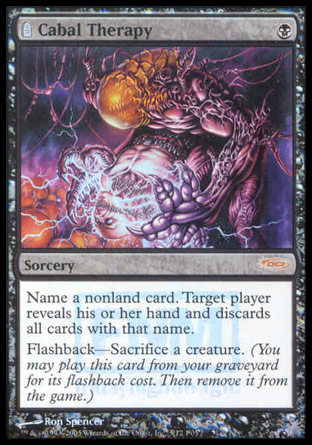 Cabal Therapy
Sorcery
DCI
Name a nonland card. Target player
reveals his or her hand and discards
all cards with that name.
Flashback—Sacrifice a creature. (You
may play this card from your graveyard
for its flashback cost. Then remove it from
the game.)
Ron Spencer